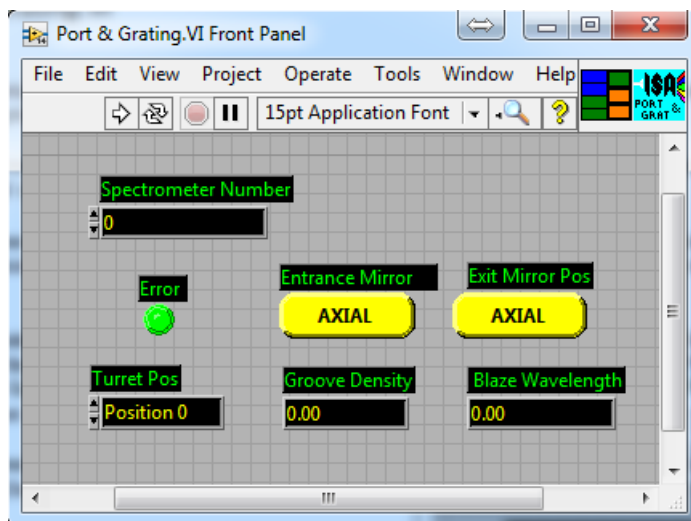 Port & Grating.VI Front Panel
File Edit View Project Operate Tools Window Help
15pt Application Font
ISA
PORT &
GRAT
Spectrometer Number
0
Error
Entrance Mirror
Exit Mirror Pos
AXIAL
AXIAL
Turret Pos
Groove Density
Blaze Wavelength
Position 0
0.00
0.00